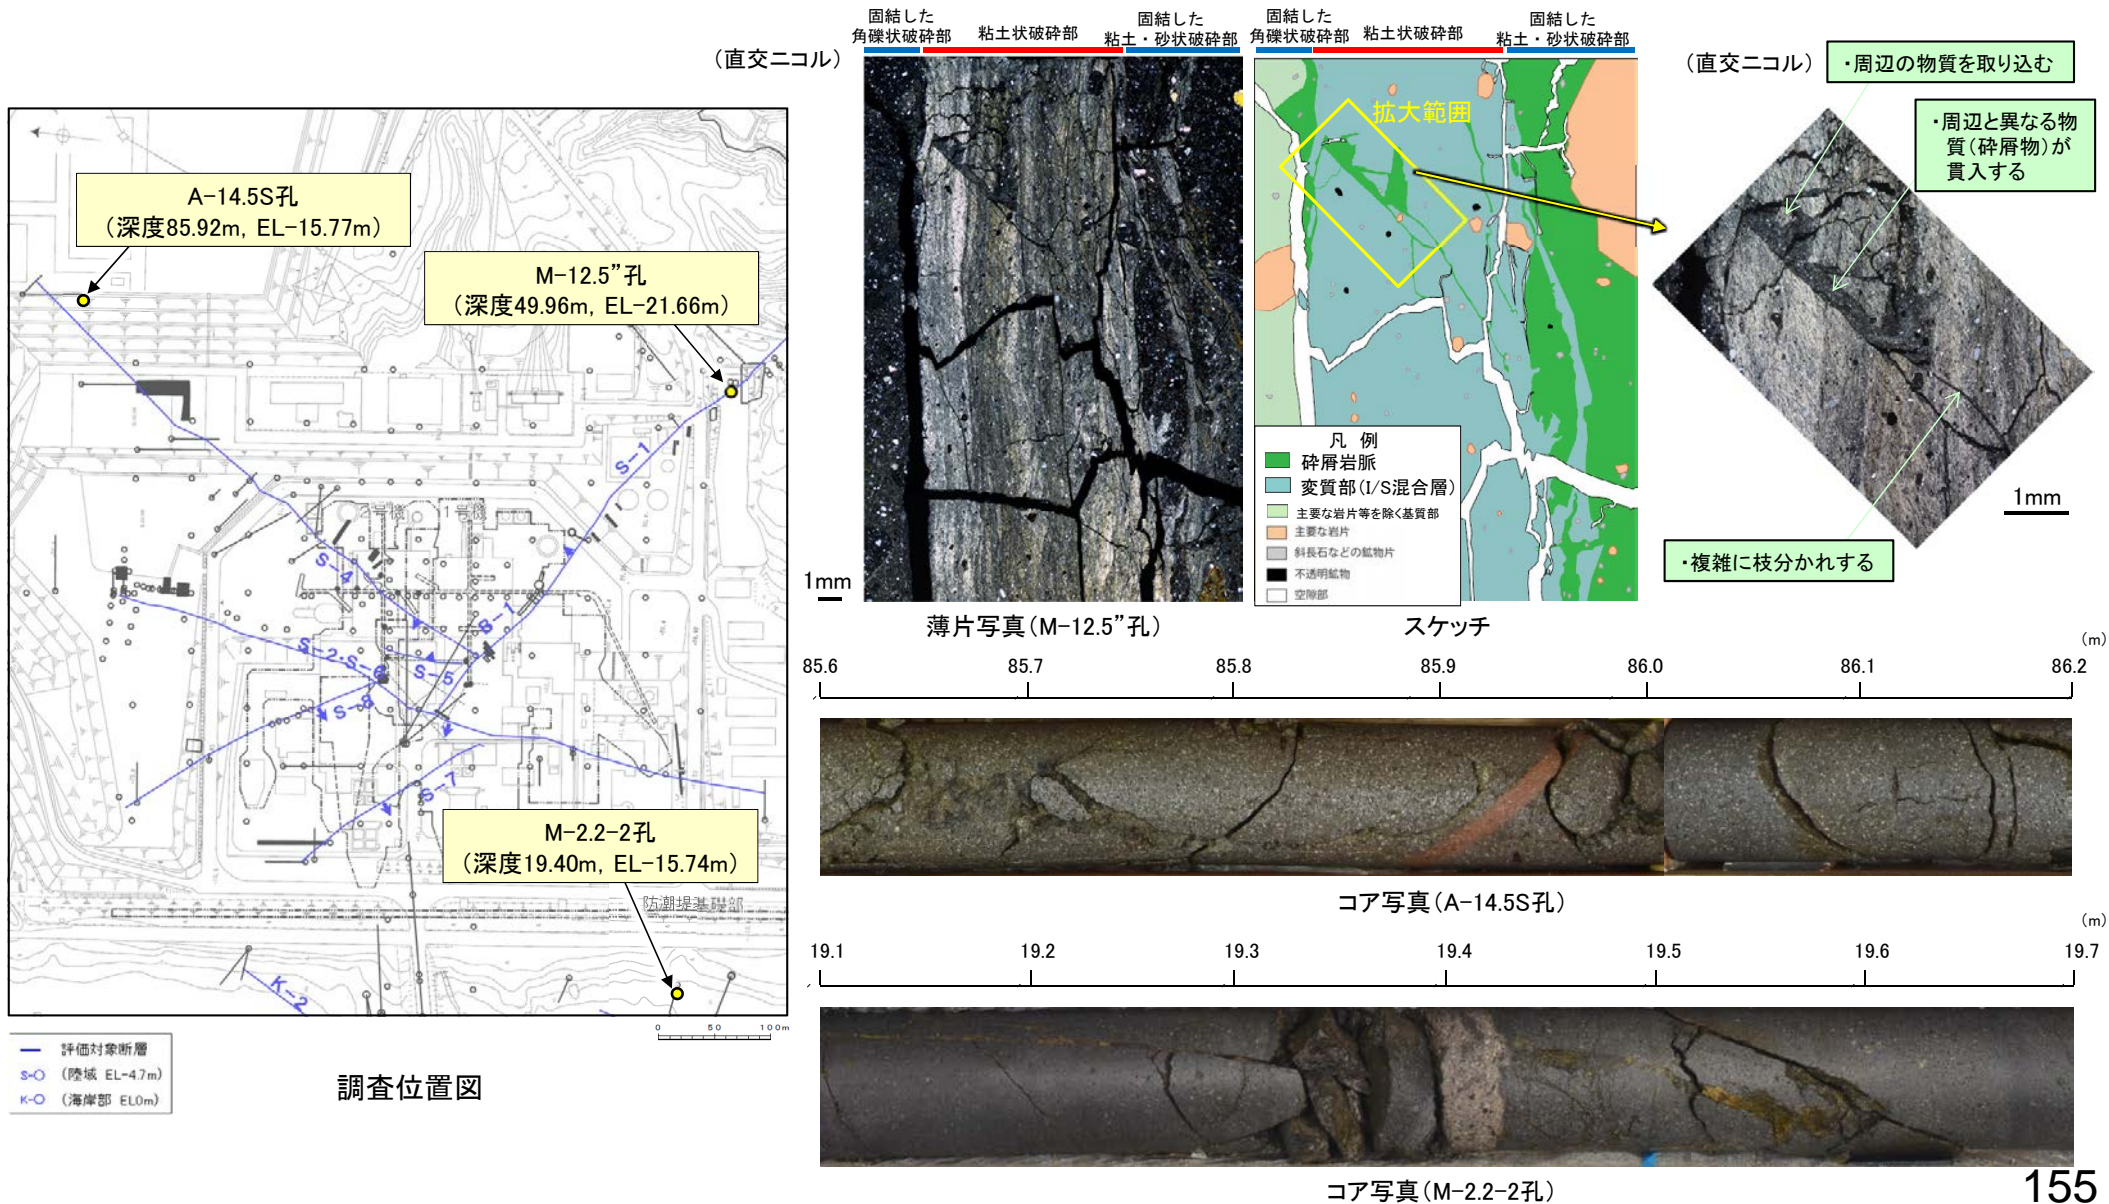 固結した
角礫状破砕部
粘土状破砕部
固結した
粘土・砂状破砕部
(直交ニコル)
1mm
薄片写真(M-12.5”孔)
固結した
角礫状破砕部
粘土状破砕部
固結した
粘土・砂状破砕部
拡大範囲
凡 例
砕屑岩脈
変質部(I/S混合層)
主要な岩片等を除く基質部
主要な岩片
斜長石などの鉱物片
不透明鉱物
空隙部
スケッチ
(直交ニコル)
・周辺の物質を取り込む
・周辺と異なる物
質(砕屑物)が
貫入する
・複雑に枝分かれする
1mm
A-14.5S孔
(深度85.92m, EL-15.77m)
M-12.5”孔
(深度49.96m, EL-21.66m)
S-1
2号機
1号機
S-4
B-1
S-2・S-6
S-5
S-8
S-7
M-2.2-2孔
(深度19.40m, EL-15.74m)
防潮堤基礎部
K-2
0 50 100m
評価対象断層
S-O (陸域 EL-4.7m)
K-O (海岸部 EL0m)
調査位置図
(m)
85.6 85.7 85.8 85.9 86.0 86.1 86.2
コア写真(A-14.5S孔)
(m)
19.1 19.2 19.3 19.4 19.5 19.6 19.7
コア写真(M-2.2-2孔)
155